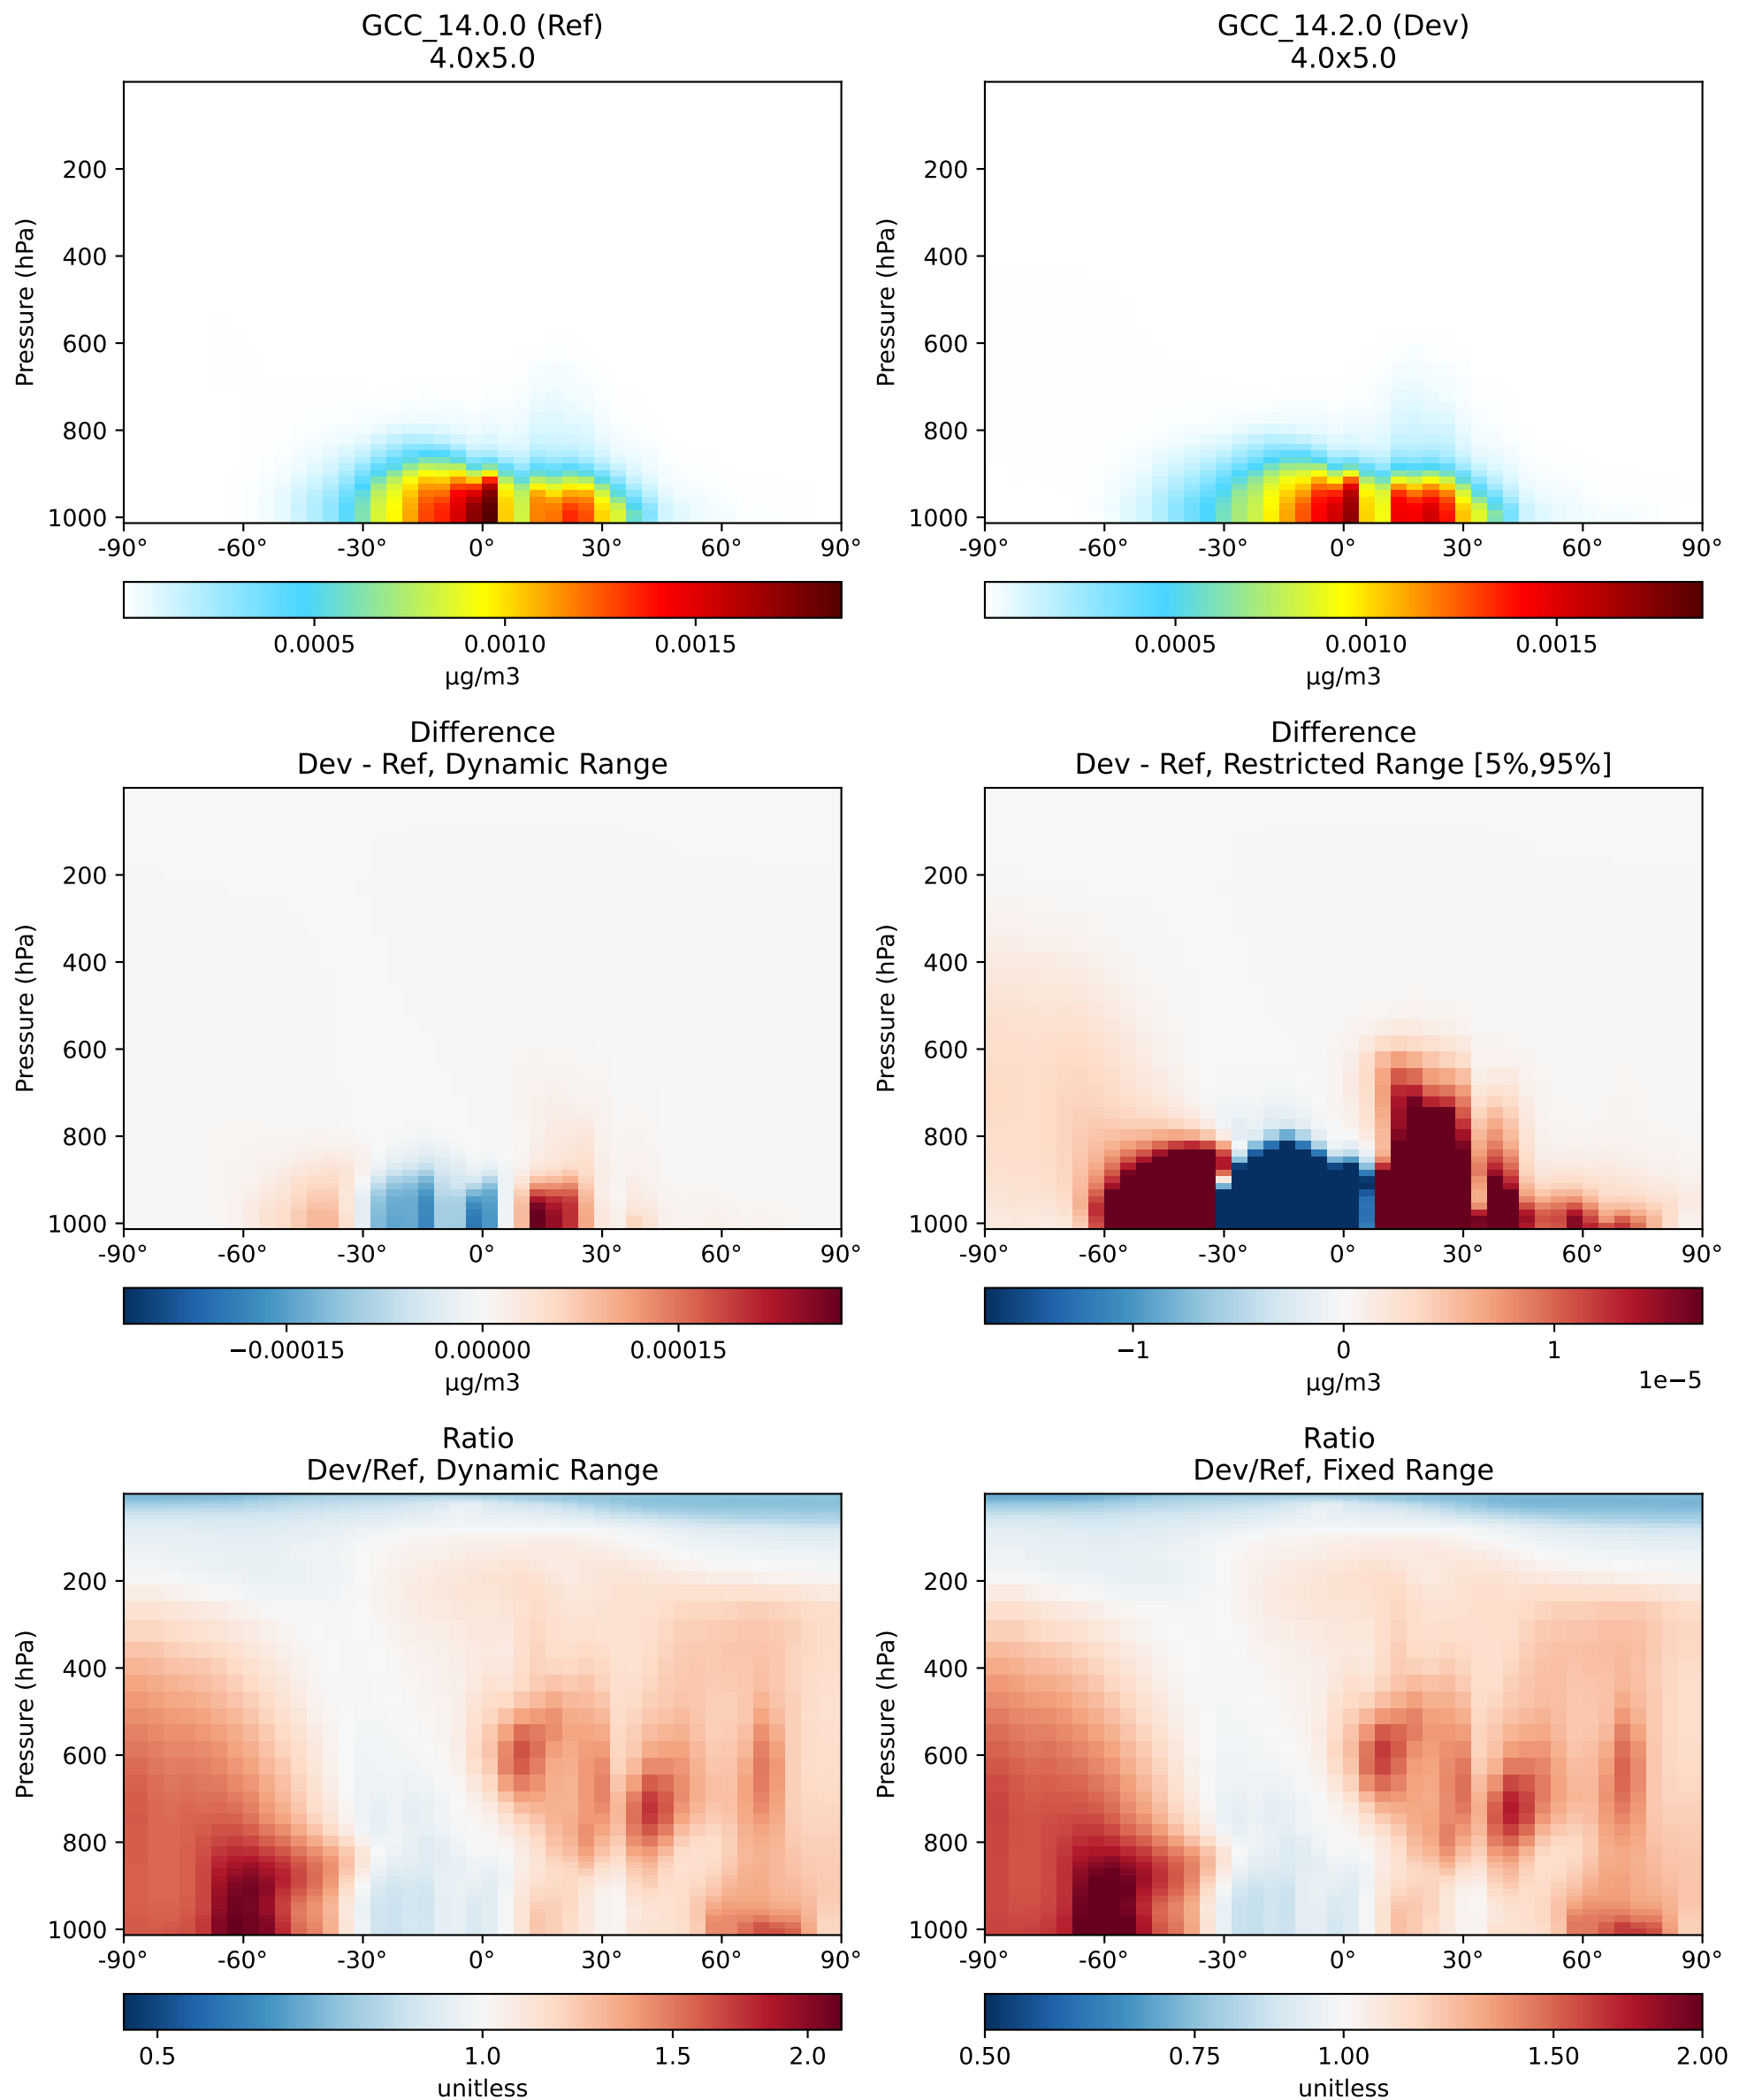 GCC_14.0.0 (Ref)
4.0x5.0
GCC_14.2.0 (Dev)
4.0x5.0
Pressure (hPa)
200
400
600
800
1000
-90° -60° -30° 0° 30° 60° 90°
0.0005 0.0010 0.0015
µg/m3
Pressure (hPa)
200
400
600
800
1000
-90° -60° -30° 0° 30° 60° 90°
0.0005 0.0010 0.0015
µg/m3
Difference
Dev - Ref, Dynamic Range
Difference
Dev - Ref, Restricted Range [5%,95%]
Pressure (hPa)
200
400
600
800
1000
-90° -60° -30° 0° 30° 60° 90°
−0.00015 0.00000 0.00015
µg/m3
Pressure (hPa)
200
400
600
800
1000
-90° -60° -30° 0° 30° 60° 90°
−1 0 1
µg/m3
1e−5
Ratio
Dev/Ref, Dynamic Range
Ratio
Dev/Ref, Fixed Range
Pressure (hPa)
200
400
600
800
1000
-90° -60° -30° 0° 30° 60° 90°
0.5 1.0 1.5 2.0
unitless
Pressure (hPa)
200
400
600
800
1000
-90° -60° -30° 0° 30° 60° 90°
0.50 0.75 1.00 1.50 2.00
unitless